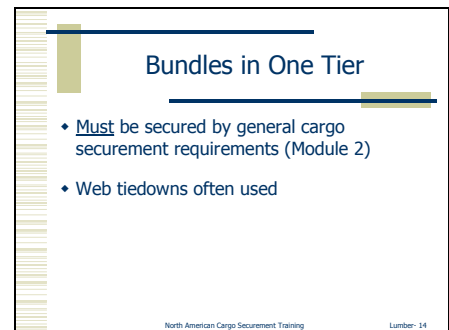 Bundles in One Tier
Must be secured by general cargo
securement requirements (Module 2)
Web tiedowns often used
North American Cargo Securement Training
Lumber- 14